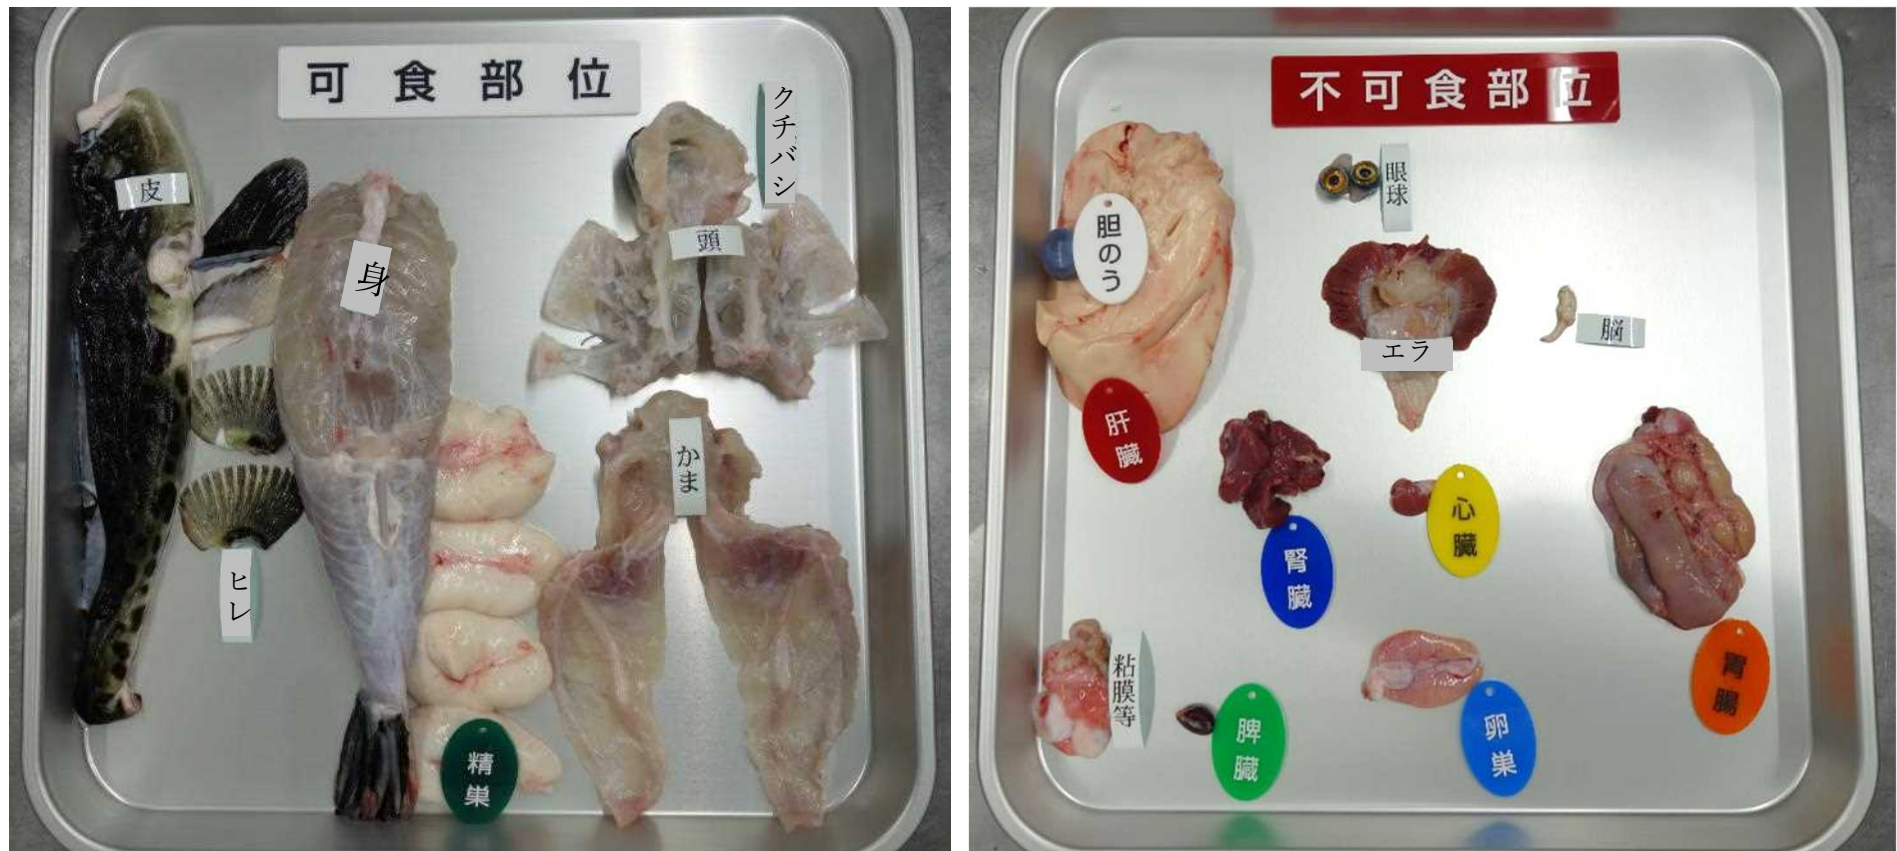 可食部位
クチバシ
皮
頭
身
かま
ヒレ
精巣
不可食部位
眼球
胆のう
脳
エラ
肝臓
心臓
腎臓
胃腸
粘膜等
脾臓
卵巣